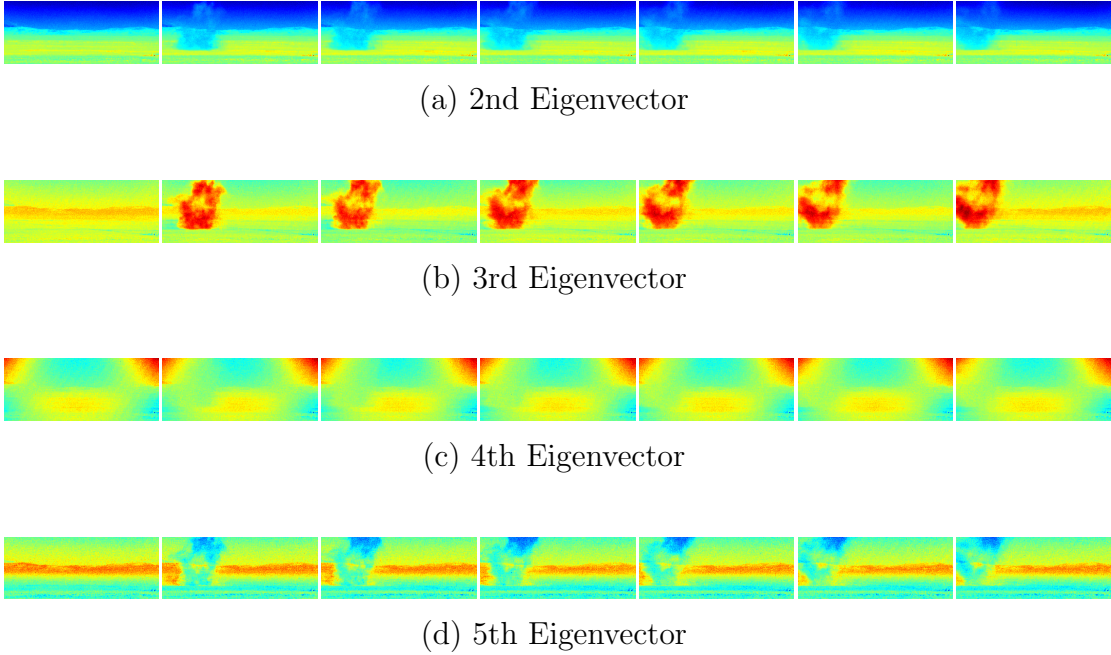 (a) 2nd Eigenvector
(b) 3rd Eigenvector
(c) 4th Eigenvector
(d) 5th Eigenvector